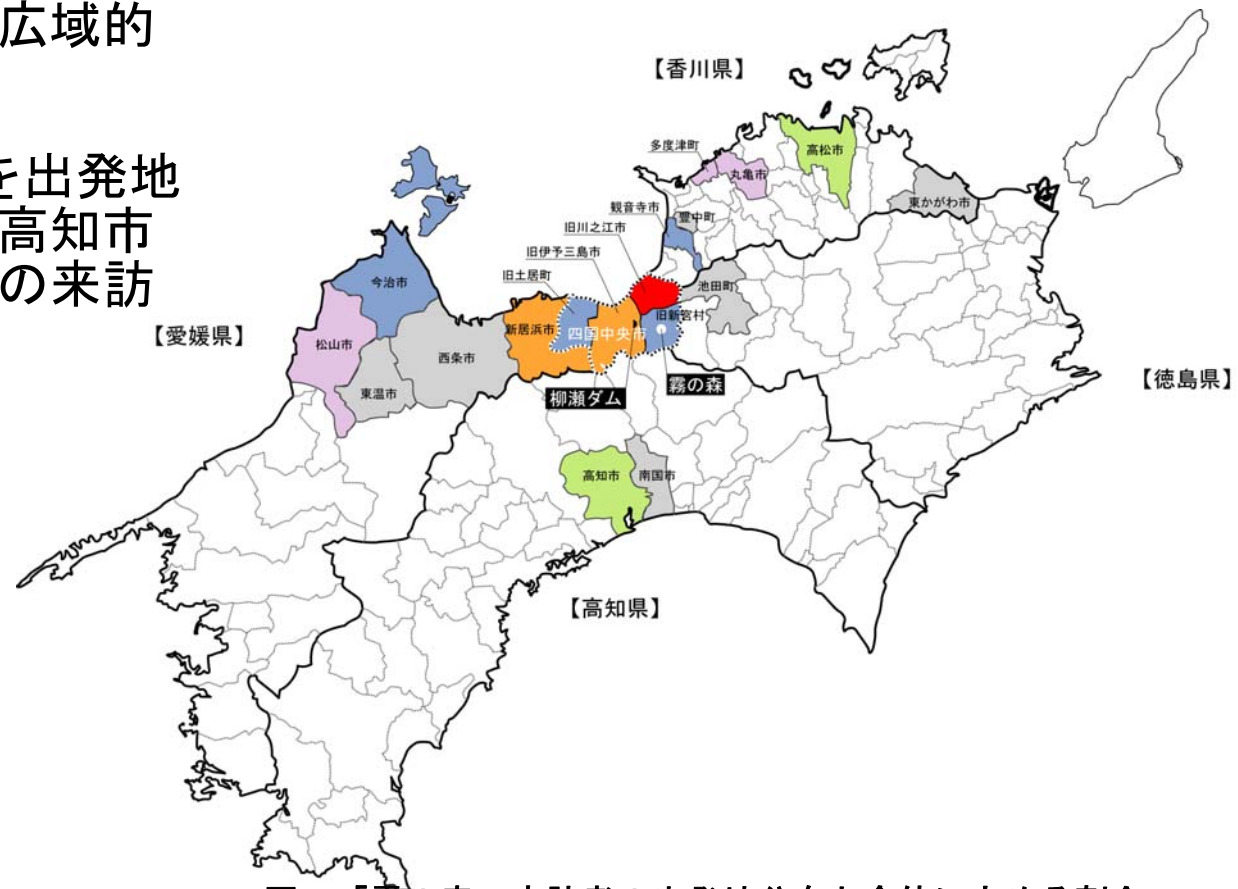 広域的
を出発地
高知市
の来訪
【香川県】
多度津町
丸亀市
高松市
東かがわ市
観音寺市
豊中町
旧川之江市
旧伊予三島市
旧土居町
池田町
旧新宮村
今治市
新居浜市
四国中央市
【愛媛県】
松山市
西条市
東温市
柳瀬ダム
霧の森
【徳島県】
高知市
南国市
【高知県】